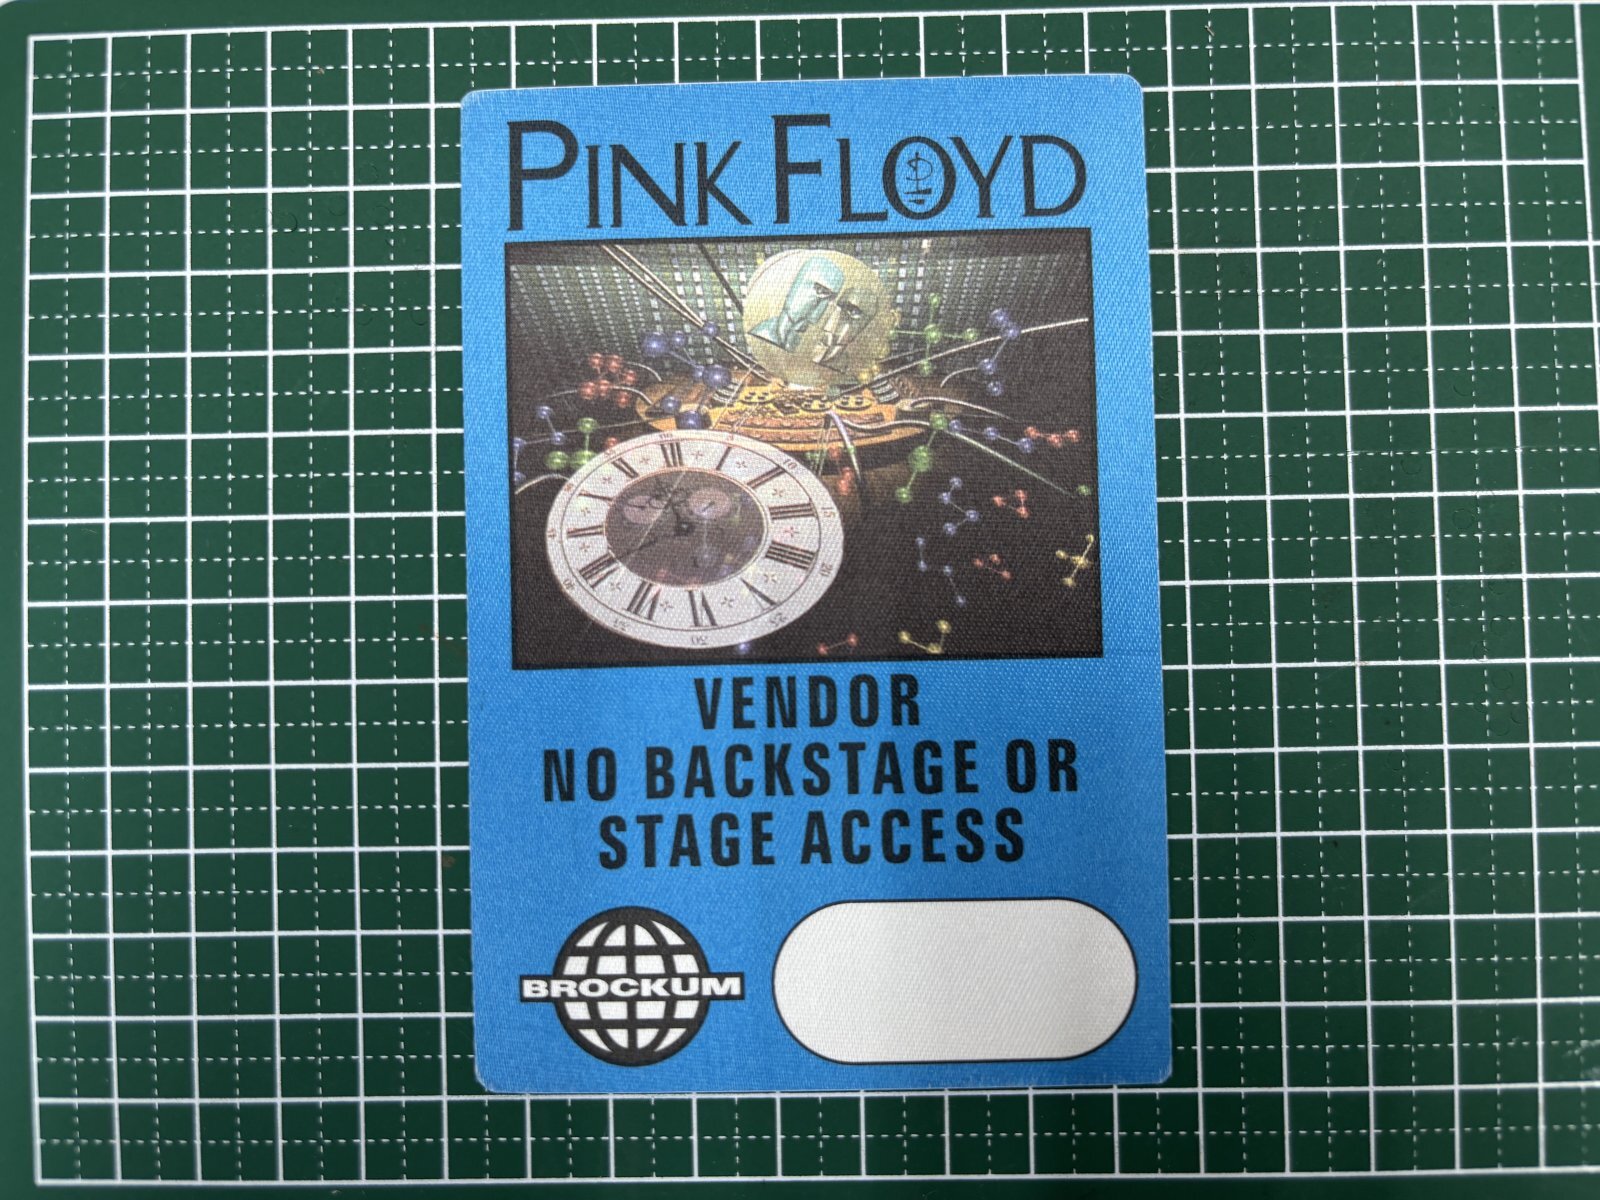 PINK FLOYD
VENDOR
NO BACKSTAGE OR
STAGE ACCESS
BROCKUM